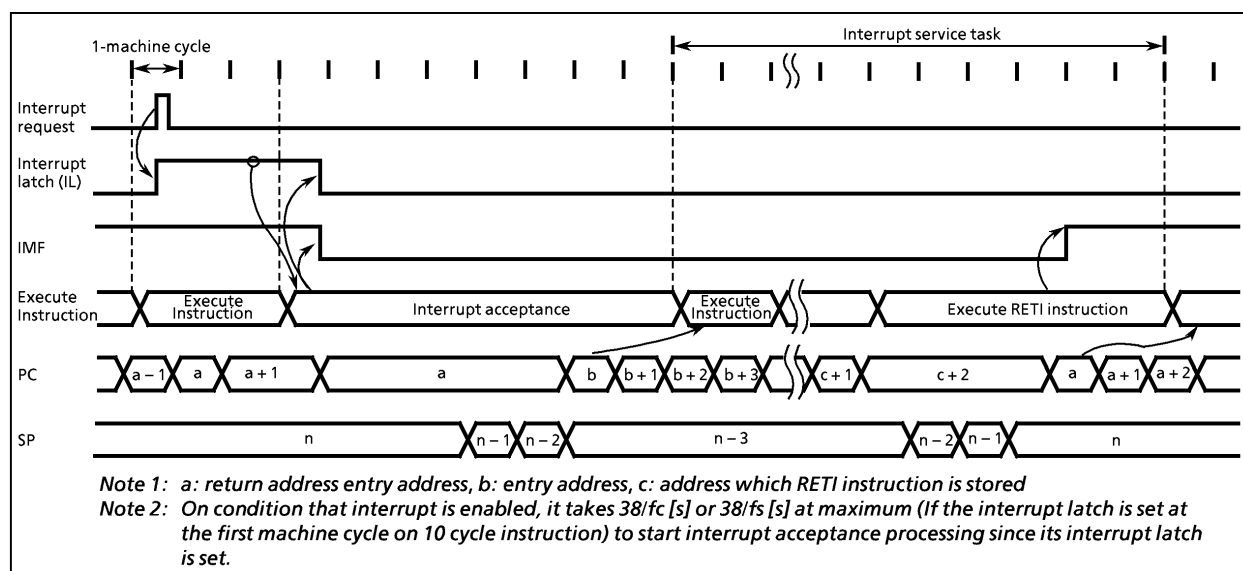 1-machine cycle
Interrupt service task
Interrupt
request
Interrupt
latch (IL)
IMF
Execute
Instruction
Execute
Instruction
Interrupt acceptance
Execute
Instruction
Execute RETI instruction
PC
a – 1
a
a + 1
a
b
b + 1
b + 2
b + 3
c + 1
c + 2
a
a + 1
a + 2
SP
n
n – 1
n – 2
n – 3
n – 2
n – 1
n
Note 1: a: return address entry address, b: entry address, c: address which RETI instruction is stored
Note 2: On condition that interrupt is enabled, it takes 38/fc [s] or 38/fs [s] at maximum (If the interrupt latch is set at
the first machine cycle on 10 cycle instruction) to start interrupt acceptance processing since its interrupt latch
is set.